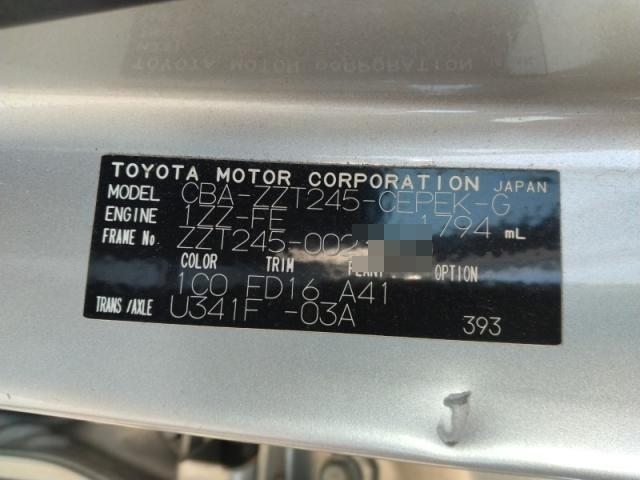 TOYOTA MOTOR CORPORATION JAPAN
MODEL CBA-ZZT245-CEPEK-G
ENGINE 1ZZ-FE 1794 mL
FRAME No ZZT245-002
COLOR TRIM PLANT OPTION
1C0 FD16 A41
TRANS/AXLE U341F -03A
393